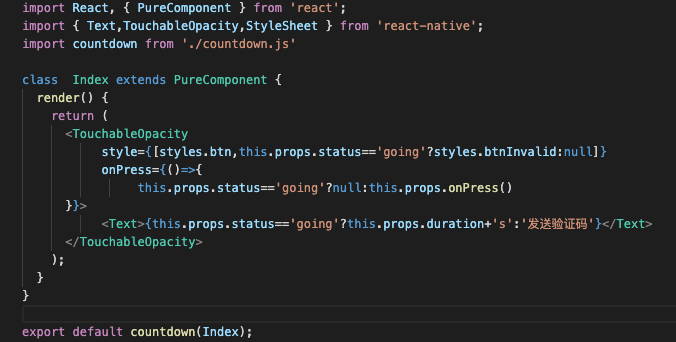 import React, { PureComponent } from 'react';
import { Text,TouchableOpacity,StyleSheet } from 'react-native';
import countdown from './countdown.js'
class  Index extends PureComponent {
render() {
return (
<TouchableOpacity
style={[styles.btn,this.props.status=='going'?styles.btnInvalid:null]}
onPress={()=>{
this.props.status=='going'?null:this.props.onPress()
}}>
<Text>{this.props.status=='going'?this.props.duration+'s':'发送验证码'}</Text>
</TouchableOpacity>
);
}
}
export default countdown(Index);